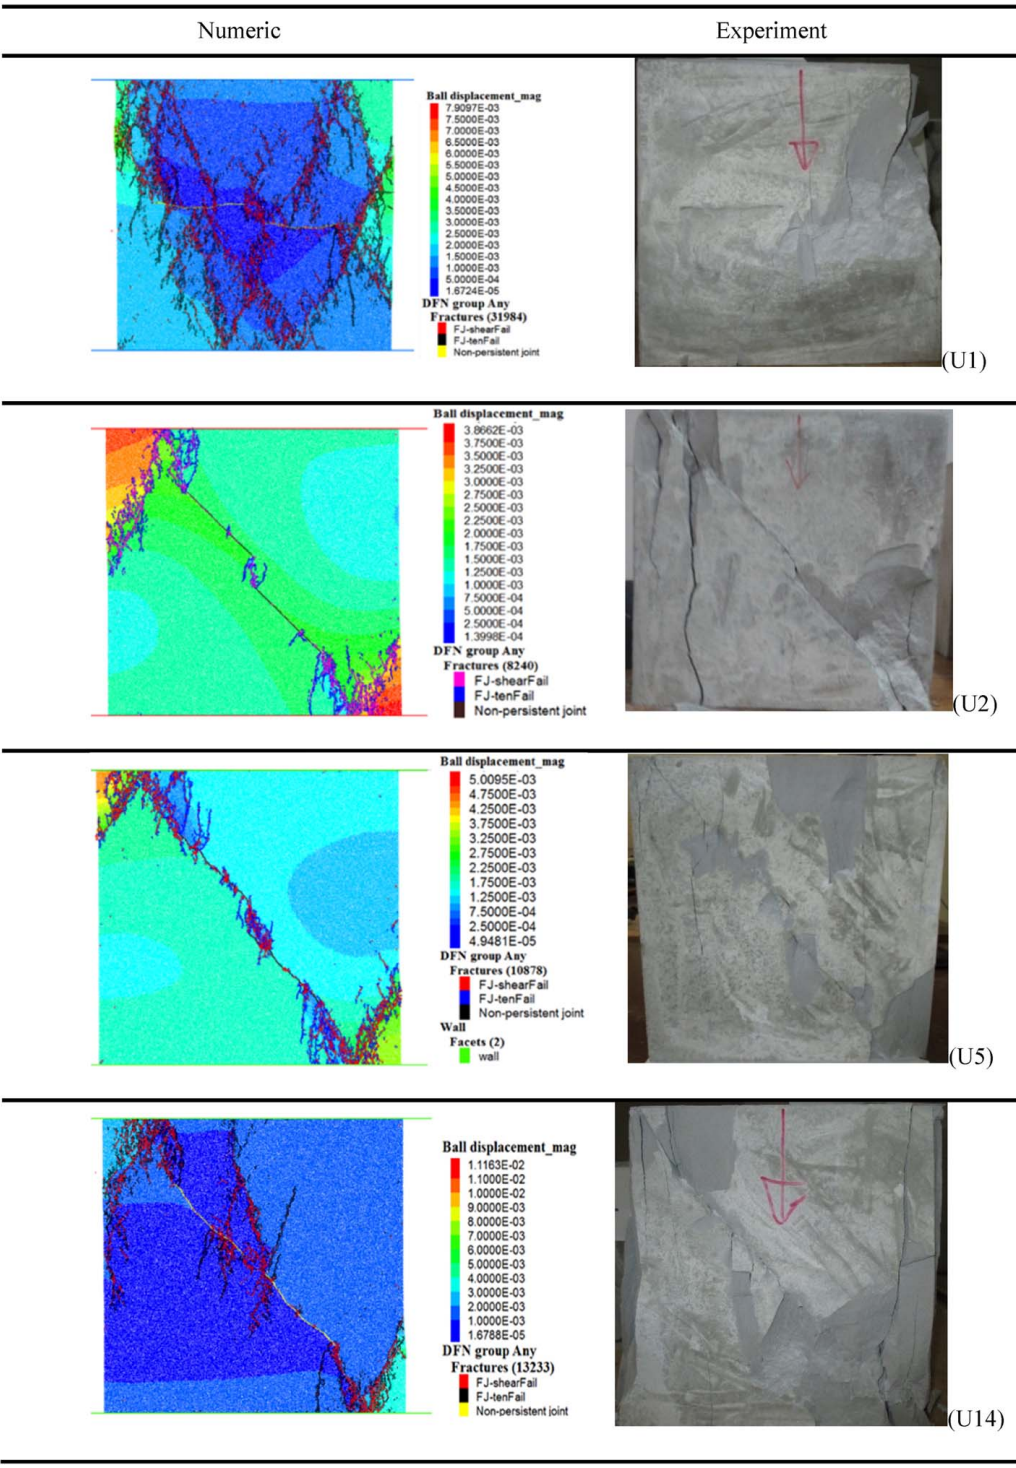 Numeric
Experiment
Ball displacement_mag
7.9097E-03
7.5000E-03
7.0000E-03
6.5000E-03
6.0000E-03
5.5000E-03
5.0000E-03
4.5000E-03
4.0000E-03
3.5000E-03
3.0000E-03
2.5000E-03
2.0000E-03
1.5000E-03
1.0000E-03
5.0000E-04
1.6724E-05
DFN group Any
Fractures (31984)
FJ-shearFail
FJ-tenFail
Non-persistent joint
(U1)
Ball displacement_mag
3.8662E-03
3.7500E-03
3.5000E-03
3.2500E-03
3.0000E-03
2.7500E-03
2.5000E-03
2.2500E-03
2.0000E-03
1.7500E-03
1.5000E-03
1.2500E-03
1.0000E-03
7.5000E-04
5.0000E-04
2.5000E-04
1.3998E-04
DFN group Any
Fractures (8240)
FJ-shearFail
FJ-tenFail
Non-persistent joint
(U2)
Ball displacement_mag
5.0095E-03
4.7500E-03
4.2500E-03
3.7500E-03
3.2500E-03
2.7500E-03
2.2500E-03
1.7500E-03
1.2500E-03
7.5000E-04
2.5000E-04
4.9481E-05
DFN group Any
Fractures (10878)
FJ-shearFail
FJ-tenFail
Non-persistent joint
Wall
Facets (2)
wall
(U5)
Ball displacement_mag
1.1163E-02
1.1000E-02
1.0000E-02
9.0000E-03
8.0000E-03
7.0000E-03
6.0000E-03
5.0000E-03
4.0000E-03
3.0000E-03
2.0000E-03
1.0000E-03
1.6788E-05
DFN group Any
Fractures (13233)
FJ-shearFail
FJ-tenFail
Non-persistent joint
(U14)